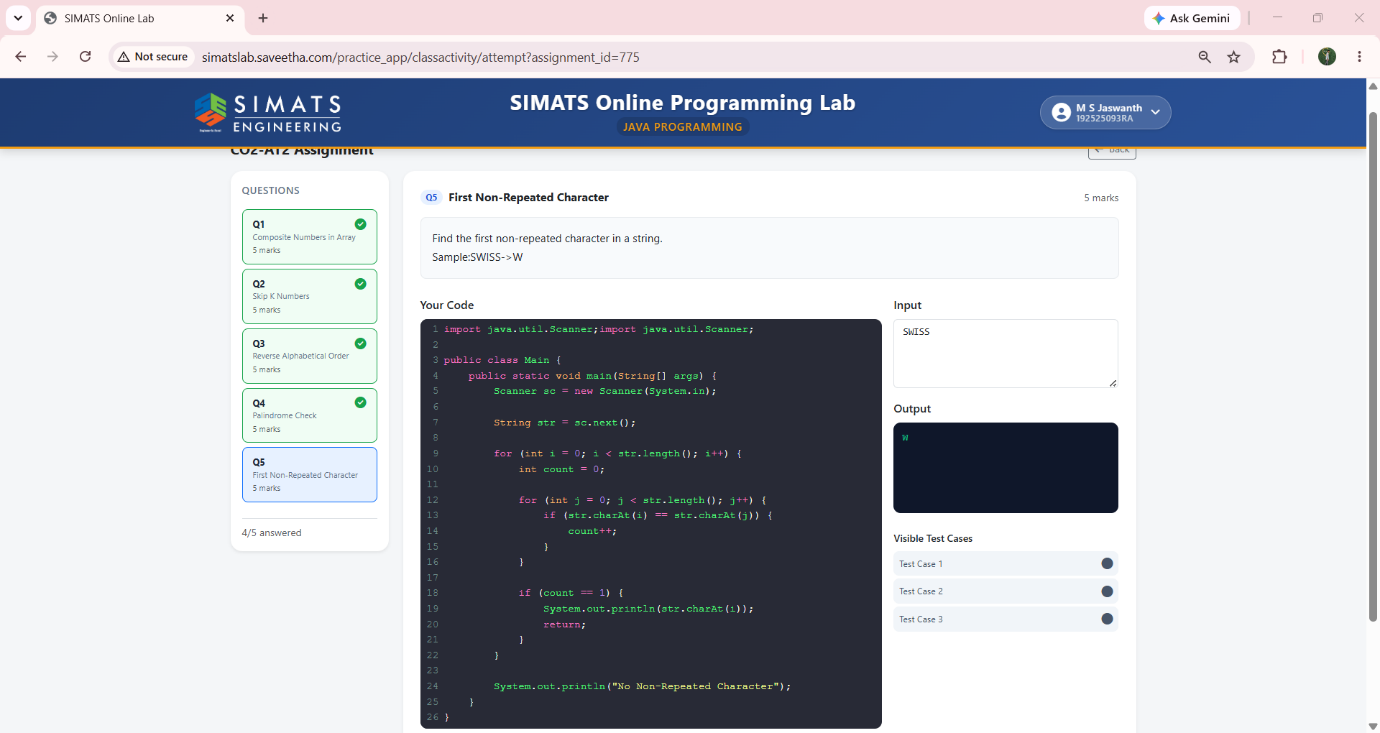 SIMATS Online Lab
Ask Gemini
Not secure
simatslab.saveetha.com/practice_app/classactivity/attempt?assignment_id=775
SIMATS
ENGINEERING
SIMATS Online Programming Lab
JAVA PROGRAMMING
M S Jaswanth
192525093RA
CO2-AT2 Assignment
Back
QUESTIONS
Q1
Composite Numbers in Array
5 marks
Q2
Skip K Numbers
5 marks
Q3
Reverse Alphabetical Order
5 marks
Q4
Palindrome Check
5 marks
Q5
First Non-Repeated Character
5 marks
4/5 answered
Q5 First Non-Repeated Character 5 marks
Find the first non-repeated character in a string.
Sample:SWISS->W
Your Code
1 import java.util.Scanner;import java.util.Scanner;
2
3 public class Main {
4     public static void main(String[] args) {
5         Scanner sc = new Scanner(System.in);
6
7         String str = sc.next();
8
9         for (int i = 0; i < str.length(); i++) {
10             int count = 0;
11
12             for (int j = 0; j < str.length(); j++) {
13                 if (str.charAt(i) == str.charAt(j)) {
14                     count++;
15                 }
16             }
17
18             if (count == 1) {
19                 System.out.println(str.charAt(i));
20                 return;
21             }
22         }
23
24         System.out.println("No Non-Repeated Character");
25     }
26 }
Input
SWISS
Output
W
Visible Test Cases
Test Case 1
Test Case 2
Test Case 3